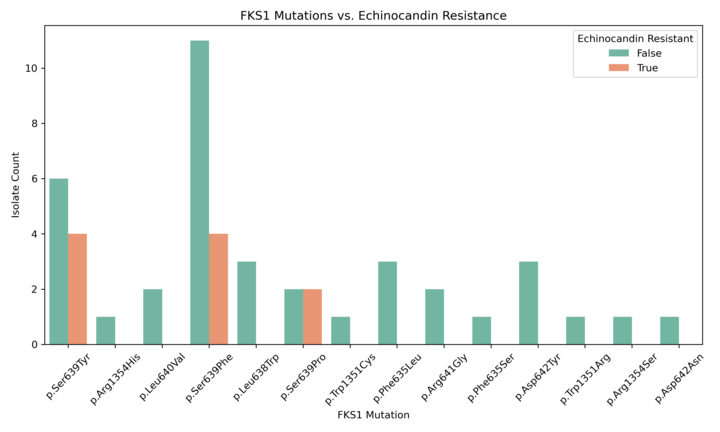 FKS1 Mutations vs. Echinocandin Resistance
Echinocandin Resistant
False
True
Isolate Count
10
8
6
4
2
0
p.Ser639Tyr
p.Arg1354His
p.Leu640Val
p.Ser639Phe
p.Leu638Trp
p.Ser639Pro
p.Trp1351Cys
p.Phe635Leu
p.Arg641Gly
p.Phe635Ser
p.Asp642Tyr
p.Trp1351Arg
p.Arg1354Ser
p.Asp642Asn
FKS1 Mutation